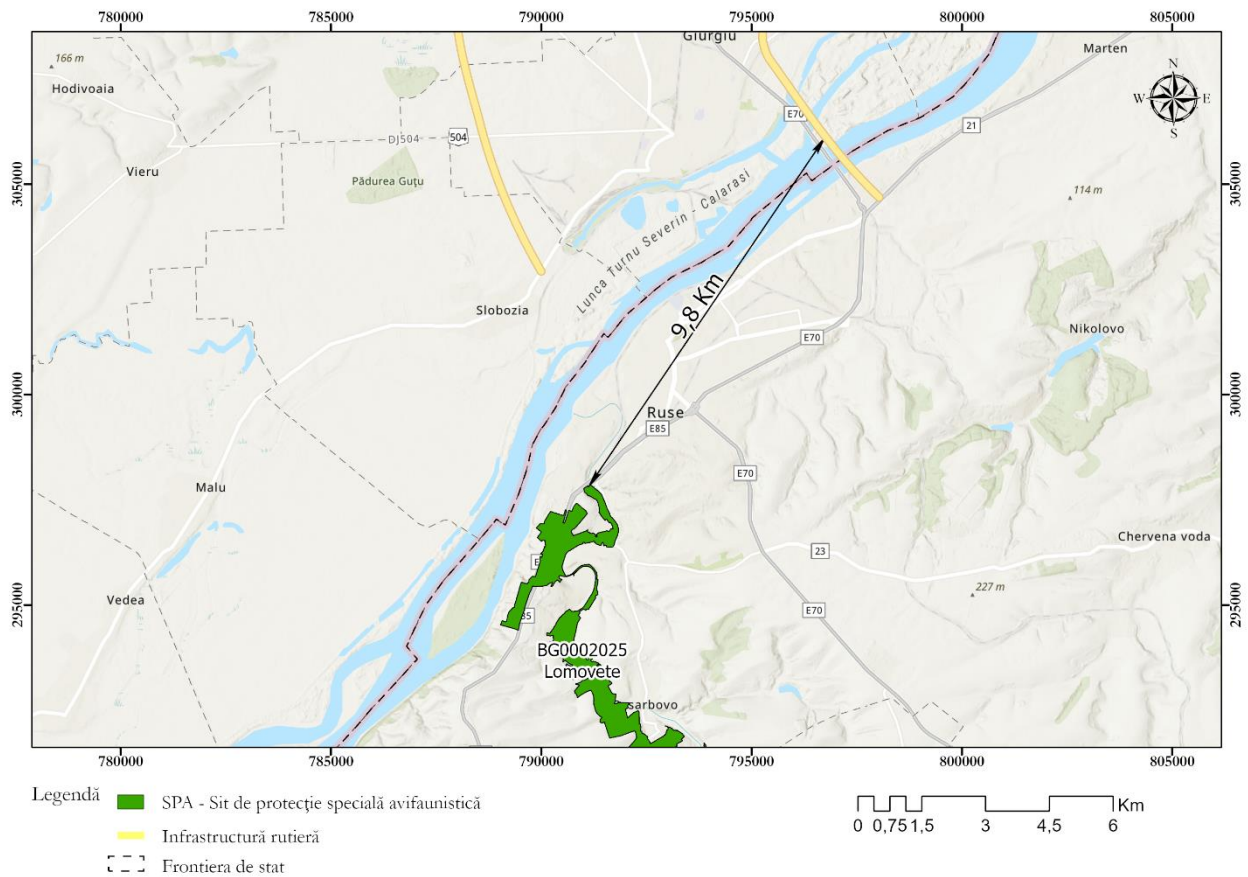 780000 785000 790000 795000 800000 805000
Giurgiu
Marten
166 m
Hodivoaia
N
W E
S
E70
21
DJ504
504
Vieru
Pădurea Guțu
305000
305000
114 m
Lunca Turnu Severin - Calarasi
Slobozia
9,8 Km
E70
Nikolovo
300000
300000
Ruse
E85
E70
Malu
Chervena voda
23
227 m
Vedea
E70
295000
295000
85
BG0002025
Lomovete
sarbovo
780000 785000 790000 795000 800000 805000
Legendă
SPA - Sit de protecție specială avifaunistică
Infrastructură rutieră
Frontiera de stat
Km
0 0,75 1,5 3 4,5 6